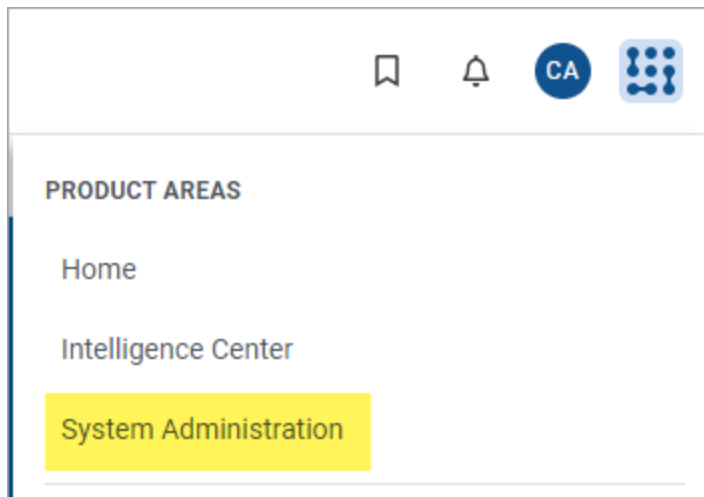 CA
PRODUCT AREAS
Home
Intelligence Center
System Administration